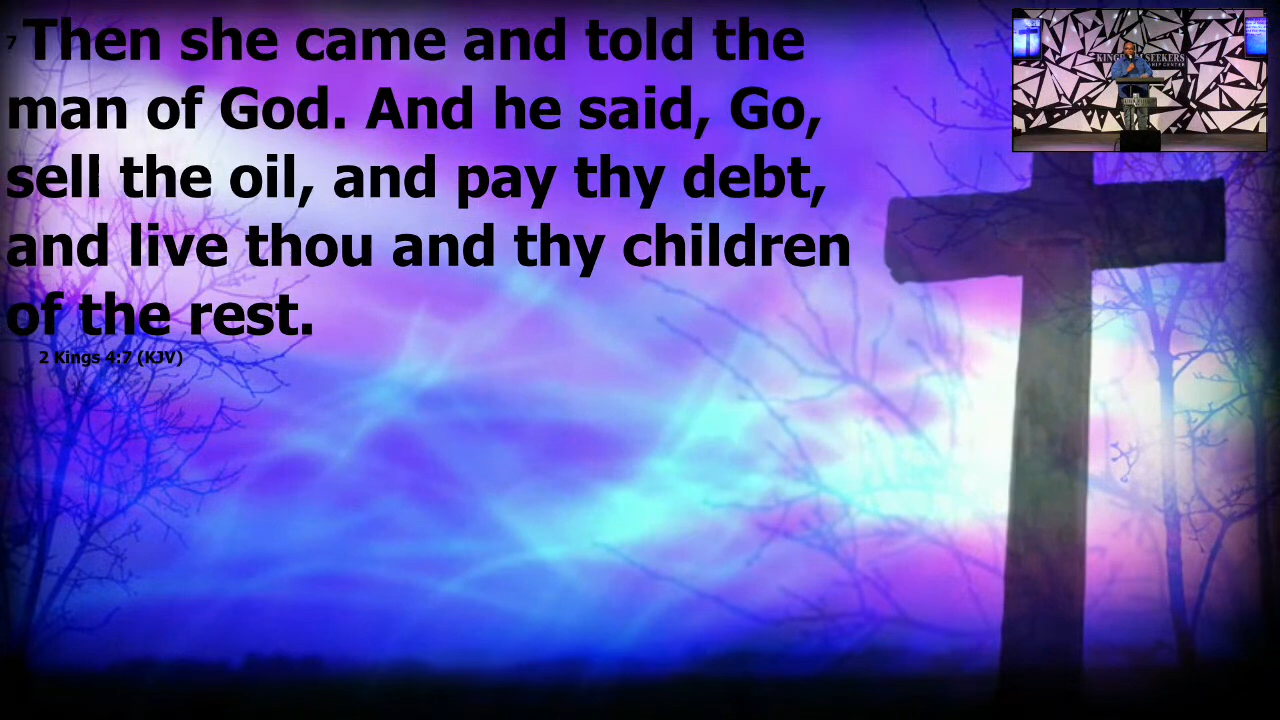 7 Then she came and told the
man of God. And he said, Go,
sell the oil, and pay thy debt,
and live thou and thy children
of the rest.
2 Kings 4:7 (KJV)
SEEKERS